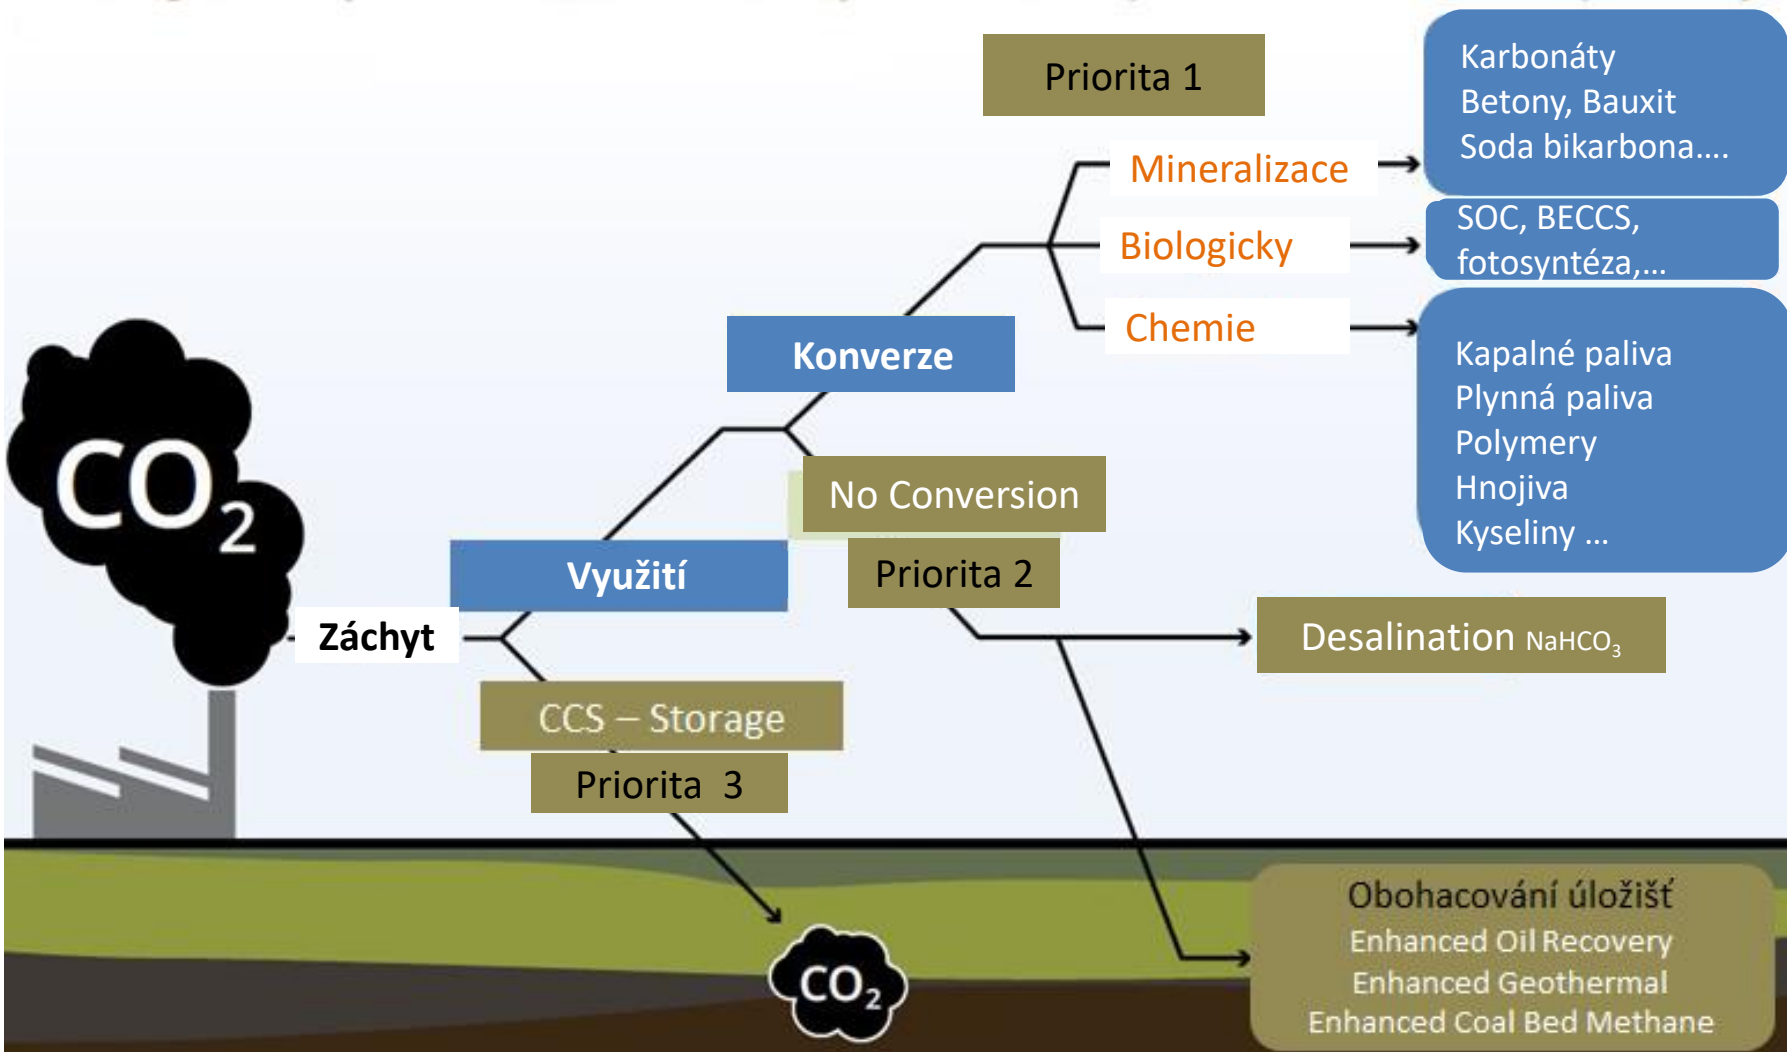 Priorita 1
Karbonáty
Betony, Bauxit
Soda bikarbona....
Mineralizace
Biologicky
SOC, BECCS,
fotosyntéza,...
Chemie
Kapalné paliva
Plynná paliva
Polymery
Hnojiva
Kyseliny ...
Konverze
CO2
No Conversion
Priorita 2
Využití
Záchyt
Desalination NaHCO3
CCS – Storage
Priorita 3
CO2
Obohacování úložišť
Enhanced Oil Recovery
Enhanced Geothermal
Enhanced Coal Bed Methane